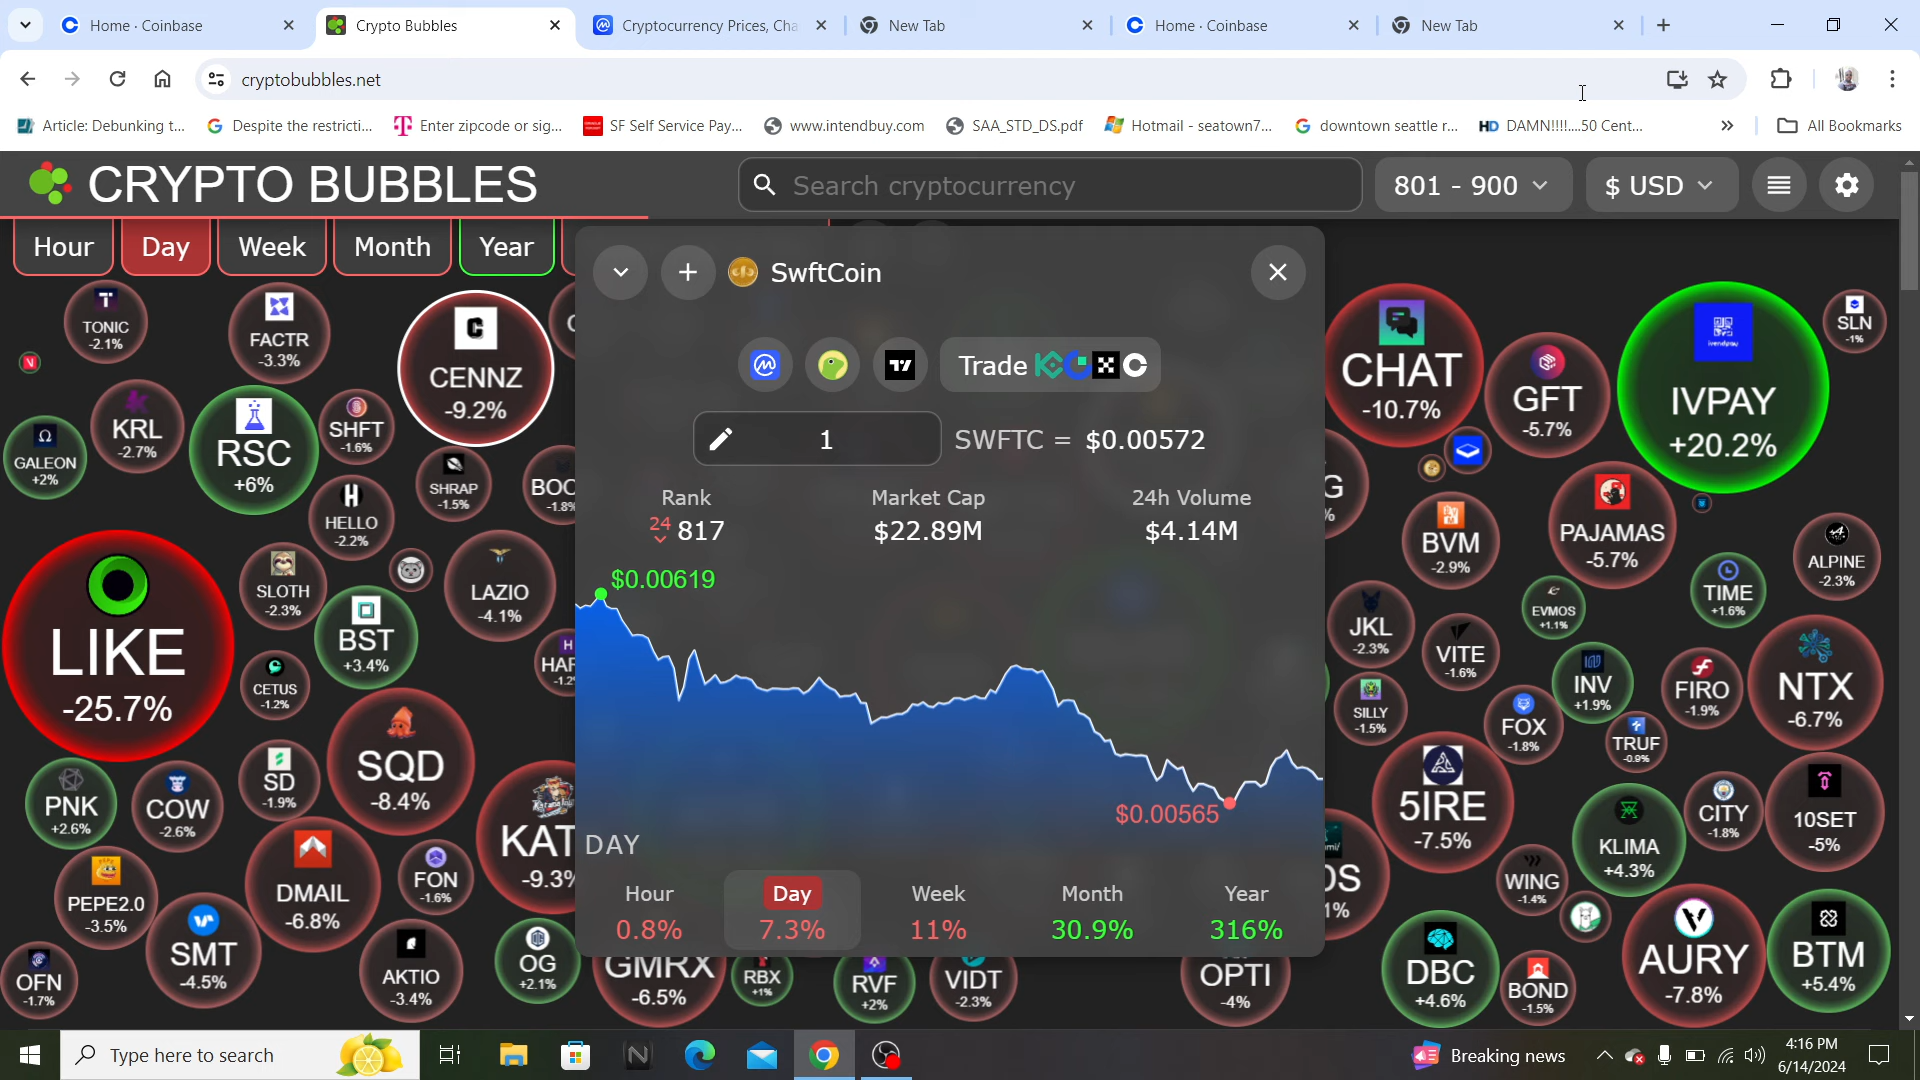 Home · Coinbase
Crypto Bubbles
Cryptocurrency Prices, Cha
New Tab
Home · Coinbase
New Tab
cryptobubbles.net
Article: Debunking t...
Despite the restricti...
Enter zipcode or sig...
SF Self Service Pay...
www.intendbuy.com
SAA_STD_DS.pdf
Hotmail - seatown7...
downtown seattle r...
HD DAMN!!!!....50 Cent...
All Bookmarks
CRYPTO BUBBLES
Search cryptocurrency
801 - 900
$ USD
Hour
Day
Week
Month
Year
SwftCoin
Trade
1
SWFTC = $0.00572
Rank
24 817
Market Cap
$22.89M
24h Volume
$4.14M
$0.00619
$0.00565
DAY
Hour
0.8%
Day
7.3%
Week
11%
Month
30.9%
Year
316%
TONIC
-2.1%
FACTR
-3.3%
CENNZ
-9.2%
KRL
-2.7%
RSC
+6%
SHFT
-1.6%
GALEON
+2%
SHRAP
-1.5%
BOO
-1.8%
HELLO
-2.2%
LIKE
-25.7%
SLOTH
-2.3%
LAZIO
-4.1%
BST
+3.4%
CETUS
-1.2%
HAR
-1.2
SQD
-8.4%
SD
-1.9%
PNK
+2.6%
COW
-2.6%
KAT
-9.3%
DMAIL
-6.8%
FON
-1.6%
PEPE2.0
-3.5%
SMT
-4.5%
AKTIO
-3.4%
OG
+2.1%
OFN
-1.7%
GMRX
-6.5%
RBX
+1%
RVF
+2%
VIDT
-2.3%
OPTI
-4%
CHAT
-10.7%
GFT
-5.7%
IVPAY
+20.2%
SLN
-1%
G
%
BVM
-2.9%
PAJAMAS
-5.7%
ALPINE
-2.3%
TIME
+1.6%
EVMOS
+1.1%
JKL
-2.3%
VITE
-1.6%
INV
+1.9%
FIRO
-1.9%
NTX
-6.7%
SILLY
-1.5%
FOX
-1.8%
TRUF
-0.9%
5IRE
-7.5%
CITY
-1.8%
10SET
-5%
KLIMA
+4.3%
OS
1%
WING
-1.4%
DBC
+4.6%
BOND
-1.5%
AURY
-7.8%
BTM
+5.4%
Type here to search
Breaking news
4:16 PM
6/14/2024